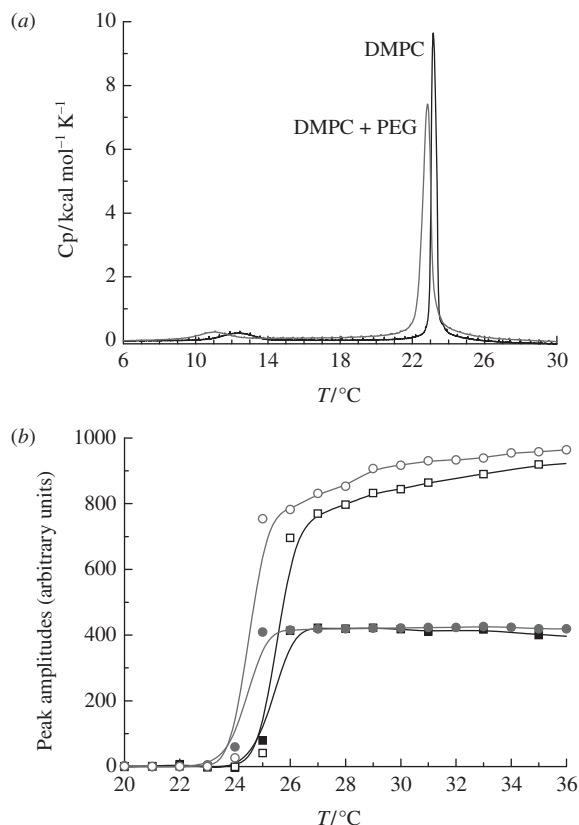 (a)
10
8
6
4
2
0
Cp/kcal mol⁻¹ K⁻¹
DMPC
DMPC + PEG
6 10 14 18 22 26 30
T/°C
(b)
1000
800
600
400
200
0
Peak amplitudes (arbitrary units)
20 22 24 26 28 30 32 34 36
T/°C